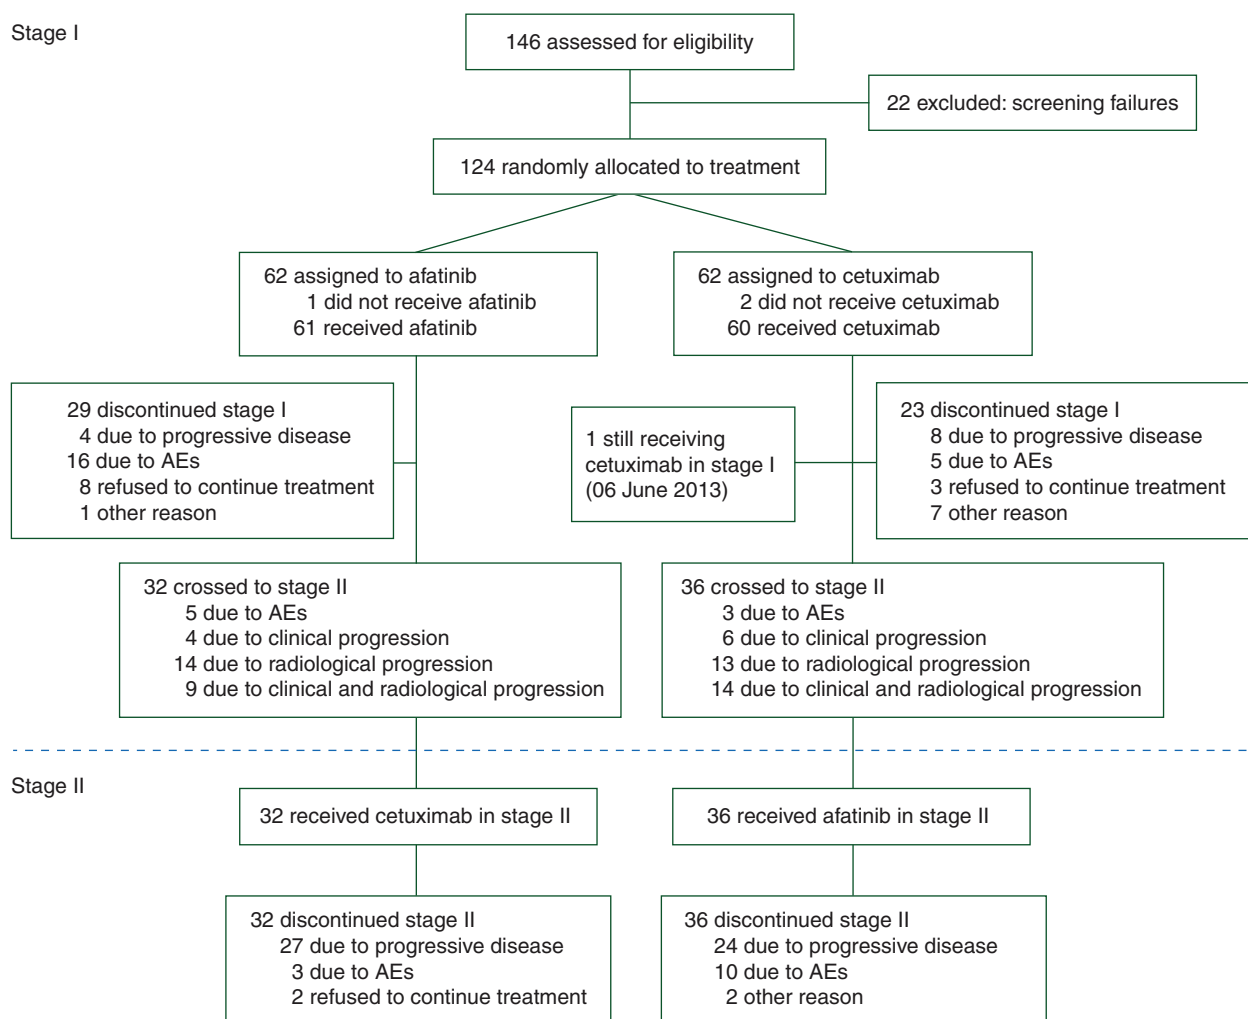 Stage I
146 assessed for eligibility
22 excluded: screening failures
124 randomly allocated to treatment
62 assigned to afatinib
1 did not receive afatinib
61 received afatinib
62 assigned to cetuximab
2 did not receive cetuximab
60 received cetuximab
29 discontinued stage I
4 due to progressive disease
16 due to AEs
8 refused to continue treatment
1 other reason
1 still receiving
cetuximab in stage I
(06 June 2013)
23 discontinued stage I
8 due to progressive disease
5 due to AEs
3 refused to continue treatment
7 other reason
32 crossed to stage II
5 due to AEs
4 due to clinical progression
14 due to radiological progression
9 due to clinical and radiological progression
36 crossed to stage II
3 due to AEs
6 due to clinical progression
13 due to radiological progression
14 due to clinical and radiological progression
Stage II
32 received cetuximab in stage II
36 received afatinib in stage II
32 discontinued stage II
27 due to progressive disease
3 due to AEs
2 refused to continue treatment
36 discontinued stage II
24 due to progressive disease
10 due to AEs
2 other reason